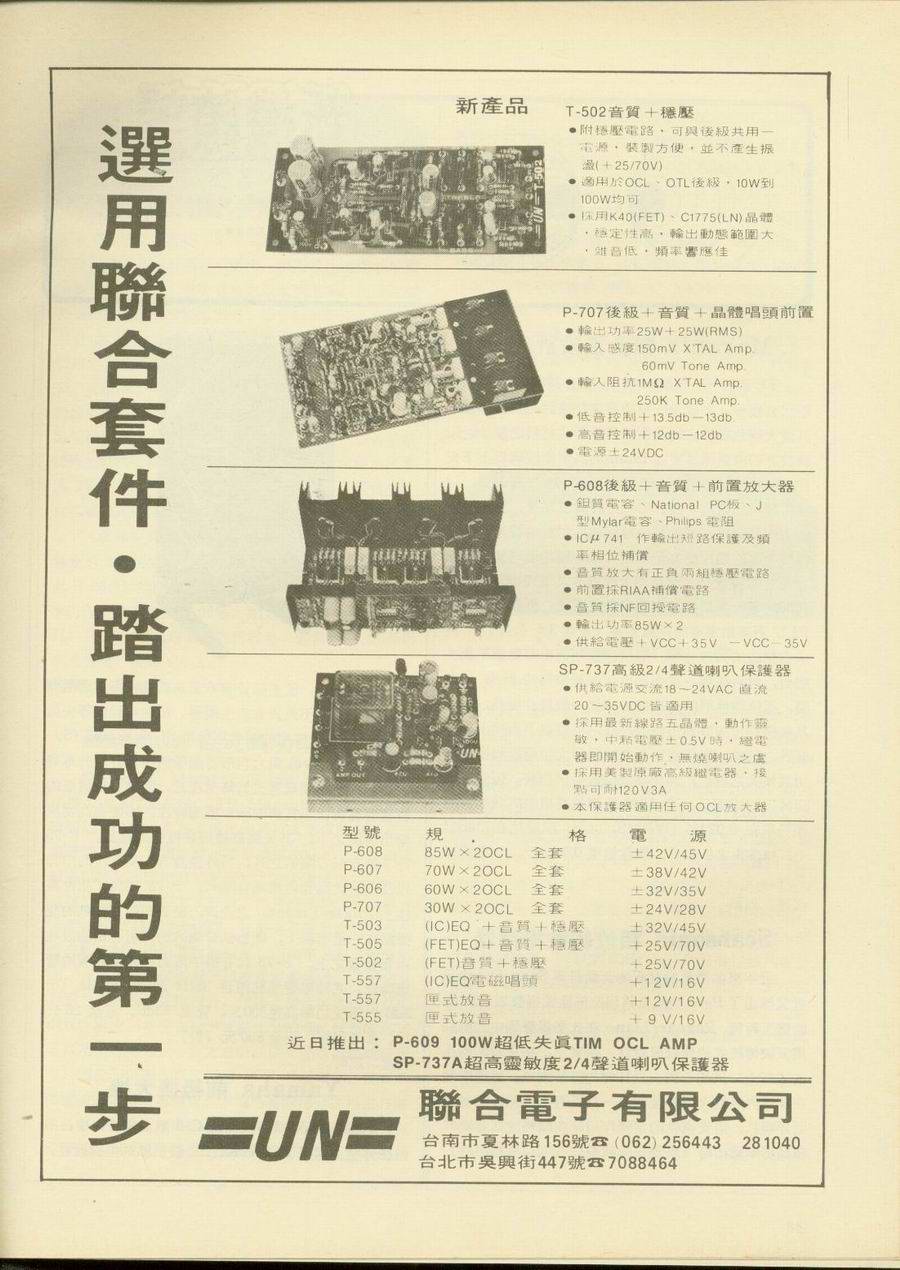 選用聯合套件・踏出成功的第一步
新產品
T-502音質＋穩壓
●附穩壓電路，可與後級共用一
電源，裝製方便，並不產生振
盪(＋25/70V)
●適用於OCL、OTL後級，10W到
100W均可
●採用K40(FET)、C1775(LN)晶體
，穩定性高，輸出動態範圍大
，雜音低，頻率響應佳
UN T-502
P-707後級＋音質＋晶體唱頭前置
●輸出功率25W＋25W(RMS)
●輸入感度150mV X'TAL Amp.
60mV Tone Amp.
●輸入阻抗1MΩ X'TAL Amp.
250K Tone Amp.
●低音控制＋13.5db－13db
●高音控制＋12db－12db
●電源±24VDC
P-608後級＋音質＋前置放大器
●鉭質電容、National PC板、J
型Mylar電容、Philips 電阻
●ICμ741 作輸出短路保護及頻
率相位補償
●音質放大有正負兩組穩壓電路
●前置採RIAA補償電路
●音質採NF回授電路
●輸出功率85W×2
●供給電壓＋VCC＋35V －VCC－35V
SP-737高級2/4聲道喇叭保護器
●供給電源交流18～24VAC 直流
20～35VDC皆適用
●採用最新線路五晶體，動作靈
敏，中點電壓±0.5V時，繼電
器即開始動作，無燒喇叭之虞
●採用美製原廠高級繼電器，接
點可耐120V3A
●本保護器適用任何OCL放大器
UN
AMP OUT
型號 規格 電源
P-608 85W×2OCL 全套 ±42V/45V
P-607 70W×2OCL 全套 ±38V/42V
P-606 60W×2OCL 全套 ±32V/35V
P-707 30W×2OCL 全套 ±24V/28V
T-503 (IC)EQ＋音質＋穩壓 ±32V/45V
T-505 (FET)EQ＋音質＋穩壓 ＋25V/70V
T-502 (FET)音質＋穩壓 ＋25V/70V
T-557 (IC)EQ電磁唱頭 ＋12V/16V
T-557 匣式放音 ＋12V/16V
T-555 匣式放音 ＋9V/16V
近日推出： P-609 100W超低失眞TIM OCL AMP
SP-737A超高靈敏度2/4聲道喇叭保護器
UN 聯合電子有限公司
台南市夏林路156號☎(062)256443 281040
台北市吳興街447號☎7088464